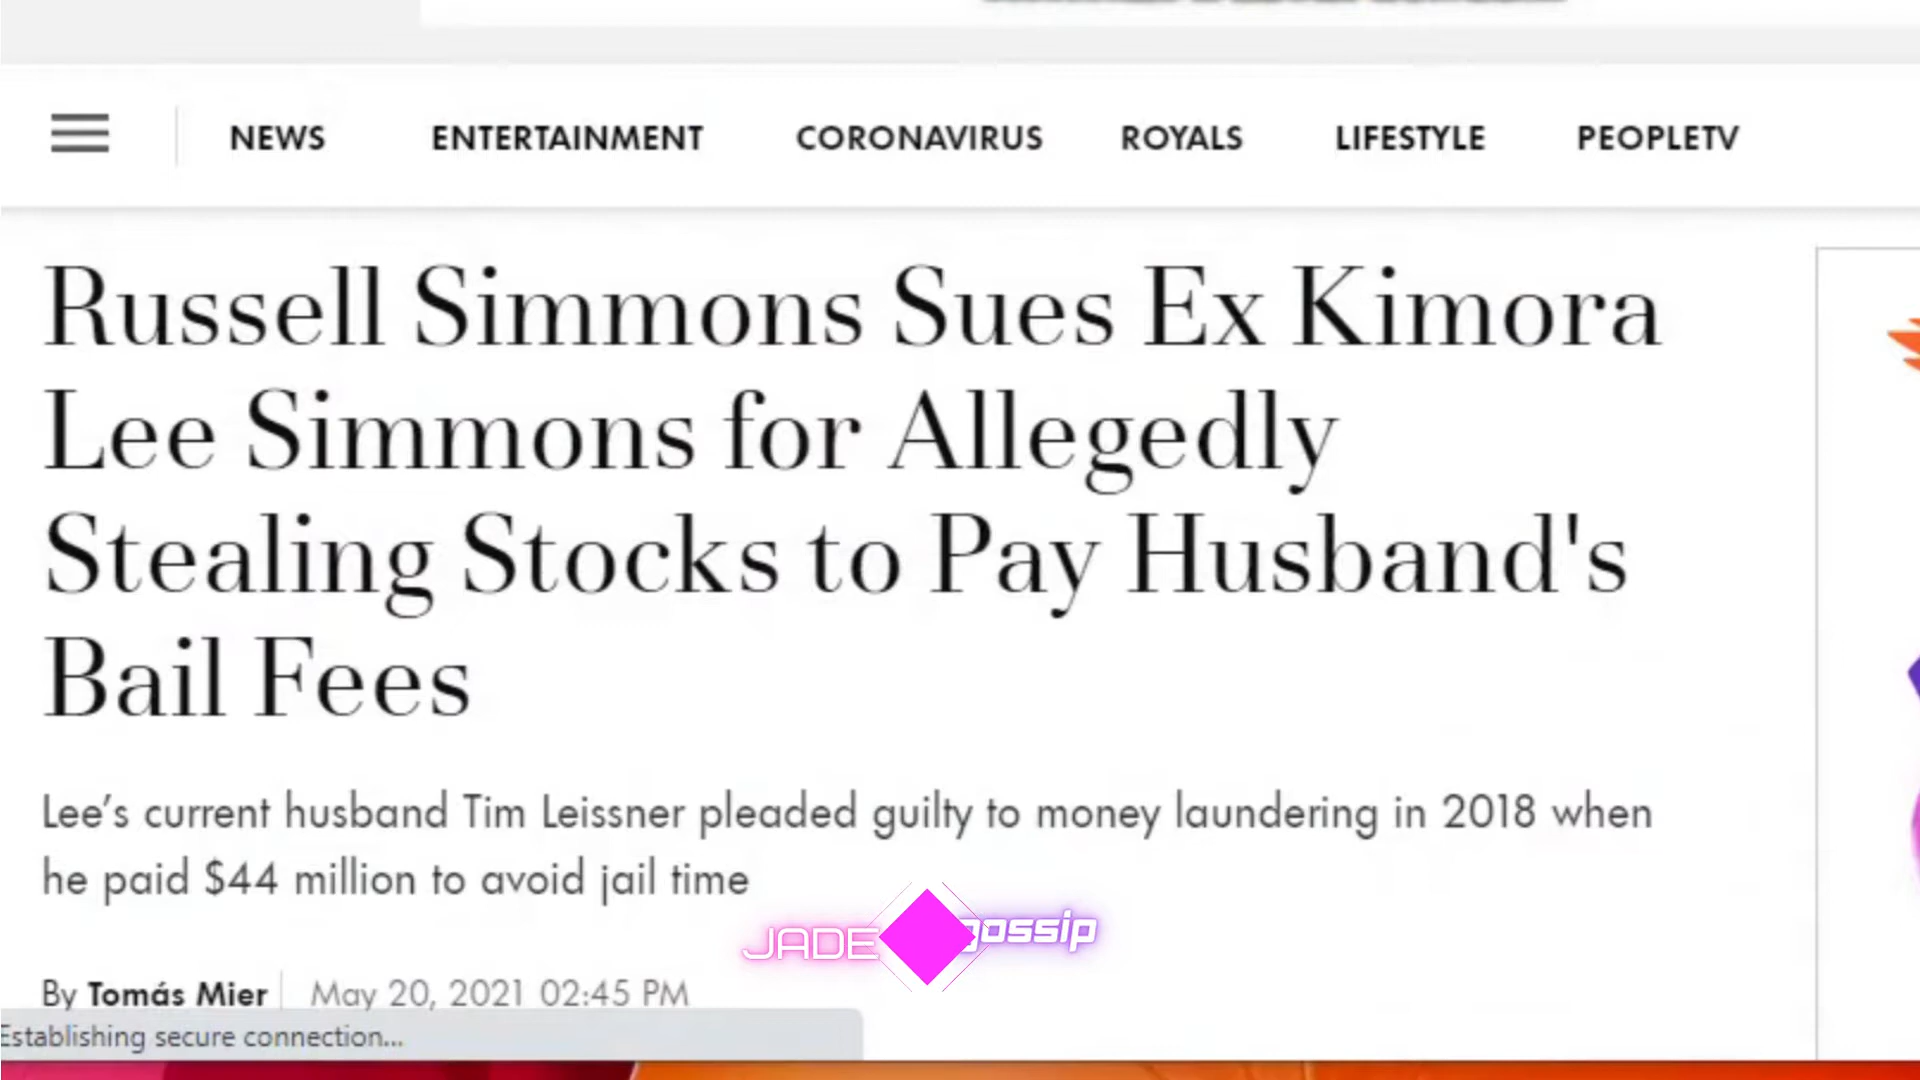 NEWS ENTERTAINMENT CORONAVIRUS ROYALS LIFESTYLE PEOPLETV
Russell Simmons Sues Ex Kimora
Lee Simmons for Allegedly
Stealing Stocks to Pay Husband's
Bail Fees
Lee’s current husband Tim Leissner pleaded guilty to money laundering in 2018 when
he paid $44 million to avoid jail time
JADE gossip
By Tomás Mier May 20, 2021 02:45 PM
Establishing secure connection...